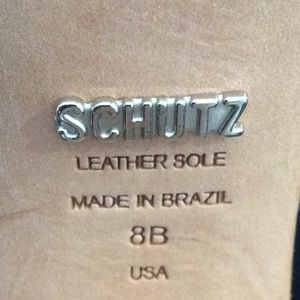 SCHUTZ
LEATHER SOLE
MADE IN BRAZIL
8B
USA